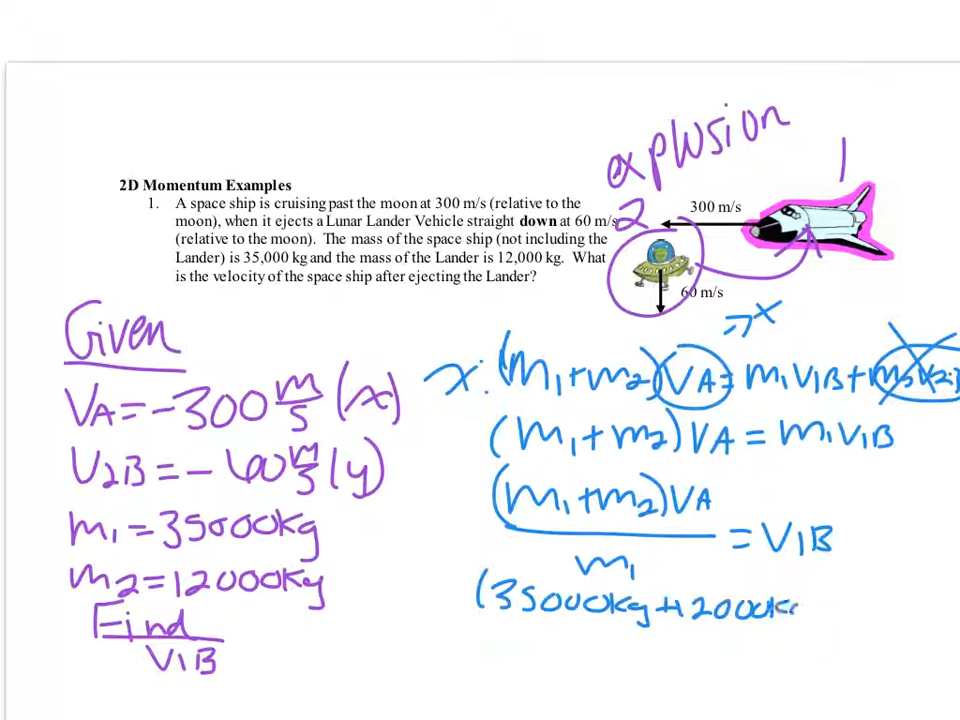 explosion
1
2D Momentum Examples
1. A space ship is cruising past the moon at 300 m/s (relative to the
moon), when it ejects a Lunar Lander Vehicle straight down at 60 m/s
(relative to the moon). The mass of the space ship (not including the
Lander) is 35,000 kg and the mass of the Lander is 12,000 kg. What
is the velocity of the space ship after ejecting the Lander?
2
300 m/s
60 m/s
Given
VA = -300 m/s (x)
V2B = -60 m/s (y)
m1 = 35000kg
m2 = 12000kg
Find
V1B
→x
x: (m1+m2)(VA = m1V1B + m2V2B
(m1+m2)VA = m1V1B
(m1+m2)VA
m1
= V1B
(35000kg+12000k